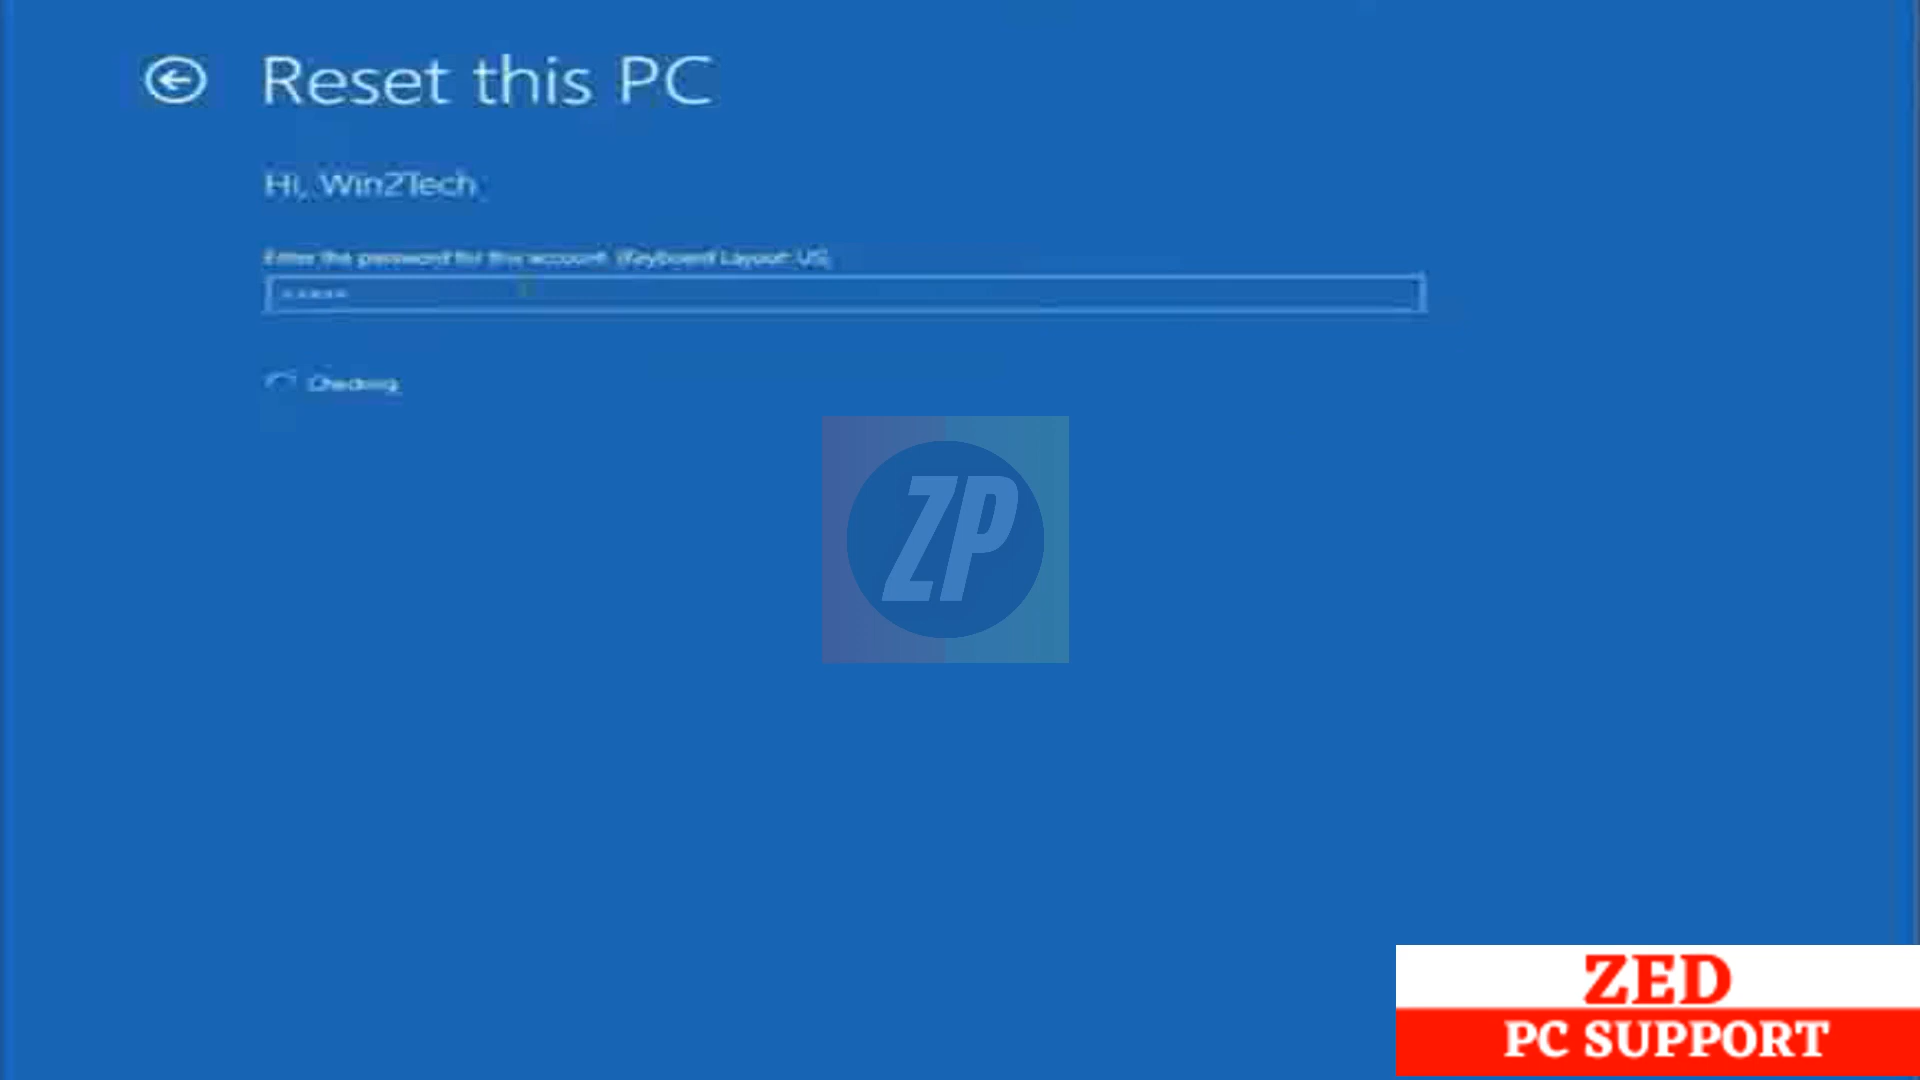 Reset this PC
Hi, Win2Tech
Enter the password for this account. (Keyboard Layout: US)
Checking
ZP
ZED
PC SUPPORT